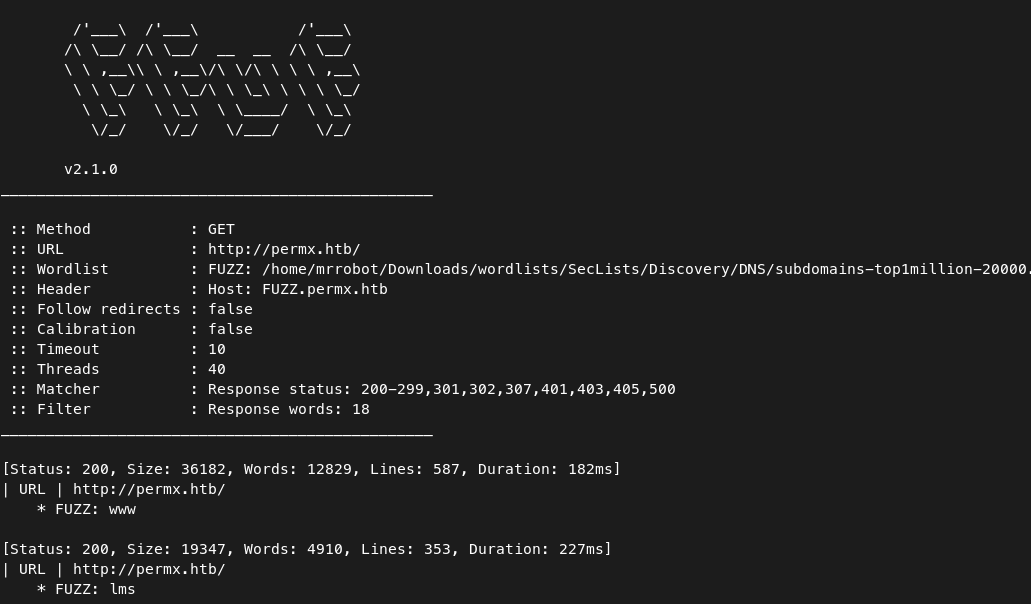 /'___\  /'___\           /'___\
       /\ \__/ /\ \__/  __  __  /\ \__/
       \ \ ,__\\ \ ,__\/\ \/\ \ \ \ ,__\
        \ \ \_/ \ \ \_/\ \ \_\ \ \ \ \_/
         \ \_\   \ \_\  \ \____/  \ \_\
          \/_/    \/_/   \/___/    \/_/

       v2.1.0
________________________________________________

 :: Method           : GET
 :: URL              : http://permx.htb/
 :: Wordlist         : FUZZ: /home/mrrobot/Downloads/wordlists/SecLists/Discovery/DNS/subdomains-top1million-20000.
 :: Header           : Host: FUZZ.permx.htb
 :: Follow redirects : false
 :: Calibration      : false
 :: Timeout          : 10
 :: Threads          : 40
 :: Matcher          : Response status: 200-299,301,302,307,401,403,405,500
 :: Filter           : Response words: 18
________________________________________________

[Status: 200, Size: 36182, Words: 12829, Lines: 587, Duration: 182ms]
| URL | http://permx.htb/
    * FUZZ: www

[Status: 200, Size: 19347, Words: 4910, Lines: 353, Duration: 227ms]
| URL | http://permx.htb/
    * FUZZ: lms